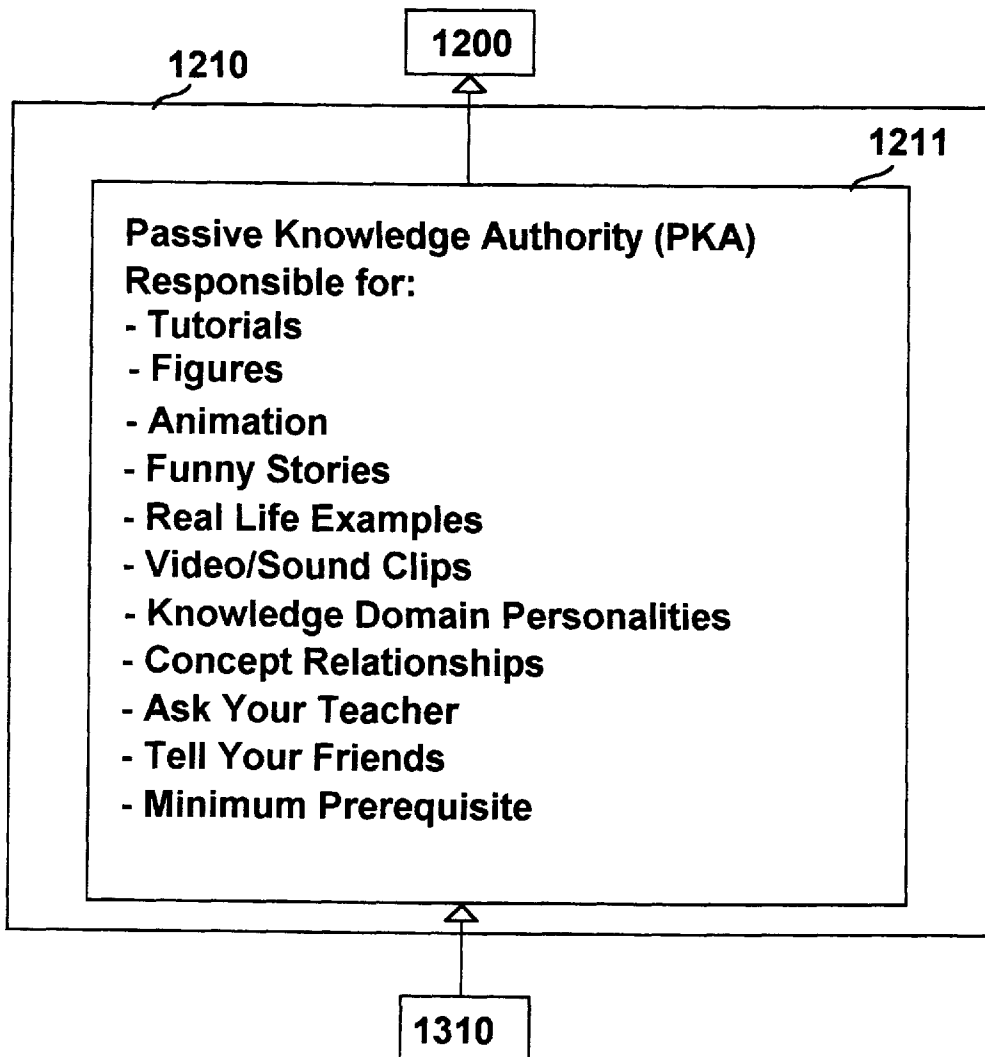 1200
1210
1211
Passive Knowledge Authority (PKA)
Responsible for:
- Tutorials
- Figures
- Animation
- Funny Stories
- Real Life Examples
- Video/Sound Clips
- Knowledge Domain Personalities
- Concept Relationships
- Ask Your Teacher
- Tell Your Friends
- Minimum Prerequisite
1310